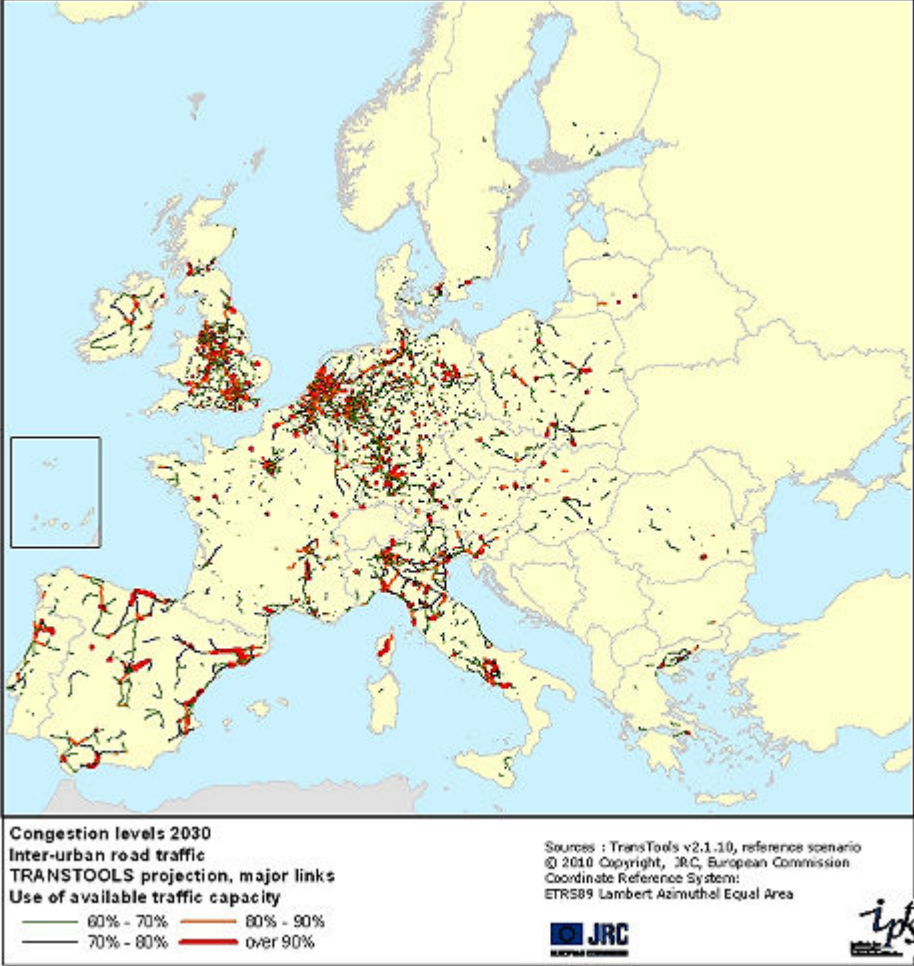 Congestion levels 2030
Inter-urban road traffic
TRANSTOOLS projection, major links
Use of available traffic capacity
60% - 70%
80% - 90%
70% - 80%
over 90%
Sources : TransTools v2.1.10, reference scenario
© 2010 Copyright, JRC, European Commission
Coordinate Reference System:
ETRS89 Lambert Azimuthal Equal Area
JRC
EUROPEAN COMMISSION